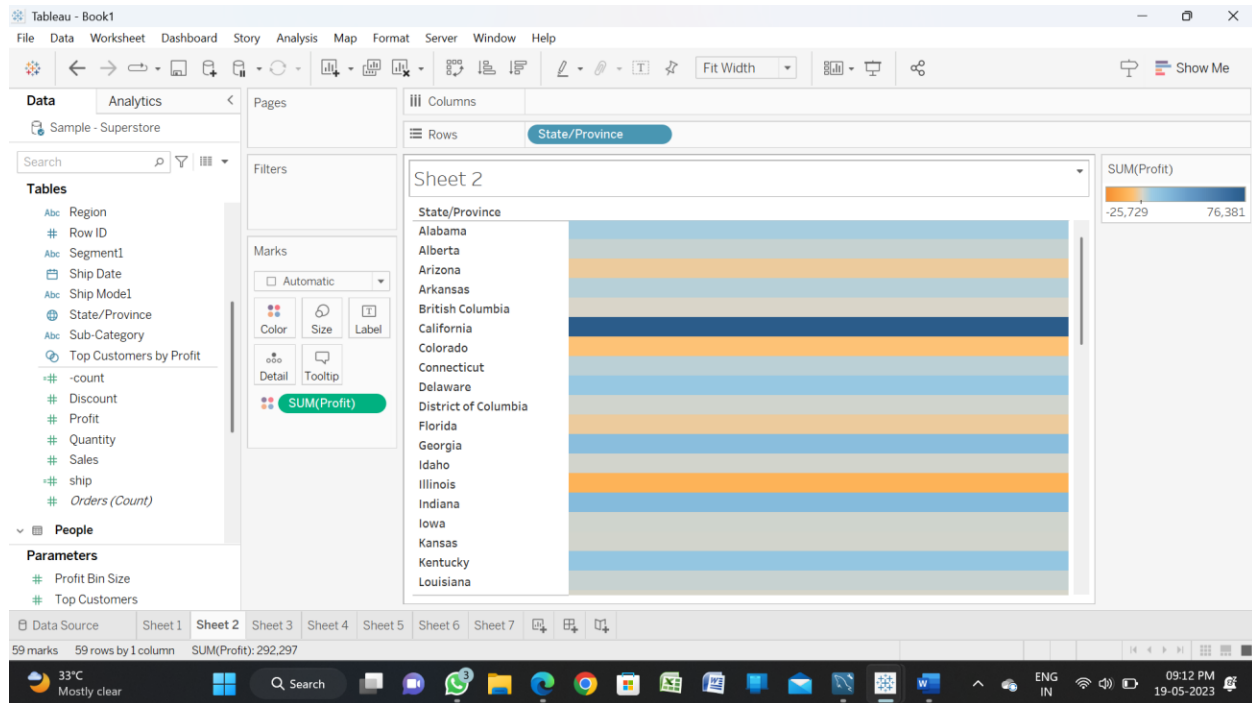 Tableau - Book1
File Data Worksheet Dashboard Story Analysis Map Format Server Window Help
Fit Width
Show Me
Data Analytics
Sample - Superstore
Search
Tables
Abc Region
# Row ID
Abc Segment1
Ship Date
Abc Ship Mode1
State/Province
Abc Sub-Category
Top Customers by Profit
=# -count
# Discount
# Profit
# Quantity
# Sales
=# ship
# Orders (Count)
People
Parameters
# Profit Bin Size
# Top Customers
Pages
Filters
Marks
Automatic
Color Size Label
Detail Tooltip
SUM(Profit)
Columns
Rows State/Province
Sheet 2
State/Province
Alabama
Alberta
Arizona
Arkansas
British Columbia
California
Colorado
Connecticut
Delaware
District of Columbia
Florida
Georgia
Idaho
Illinois
Indiana
Iowa
Kansas
Kentucky
Louisiana
SUM(Profit)
-25,729 76,381
Data Source Sheet 1 Sheet 2 Sheet 3 Sheet 4 Sheet 5 Sheet 6 Sheet 7
59 marks 59 rows by 1 column SUM(Profit): 292,297
33°C
Mostly clear
Search
3
ENG
IN
09:12 PM
19-05-2023